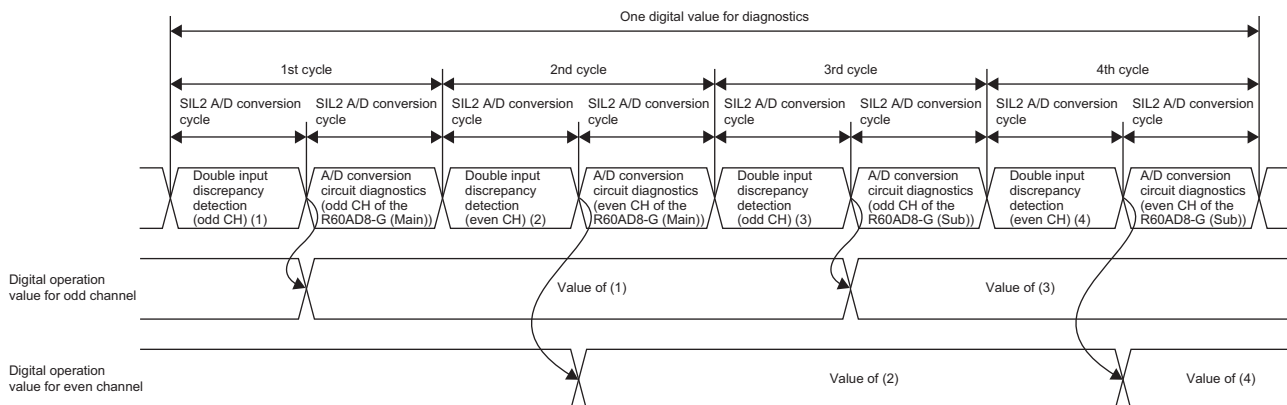 One digital value for diagnostics
1st cycle
2nd cycle
3rd cycle
4th cycle
SIL2 A/D conversion
cycle
SIL2 A/D conversion
cycle
SIL2 A/D conversion
cycle
SIL2 A/D conversion
cycle
SIL2 A/D conversion
cycle
SIL2 A/D conversion
cycle
SIL2 A/D conversion
cycle
SIL2 A/D conversion
cycle
Double input
discrepancy
detection
(odd CH) (1)
A/D conversion
circuit diagnostics
(odd CH of the
R60AD8-G (Main))
Double input
discrepancy
detection
(even CH) (2)
A/D conversion
circuit diagnostics
(even CH of the
R60AD8-G (Main))
Double input
discrepancy
detection
(odd CH) (3)
A/D conversion
circuit diagnostics
(odd CH of the
R60AD8-G (Sub))
Double input
discrepancy
detection
(even CH) (4)
A/D conversion
circuit diagnostics
(even CH of the
R60AD8-G (Sub))
Digital operation
value for odd channel
Value of (1)
Value of (3)
Digital operation
value for even channel
Value of (2)
Value of (4)